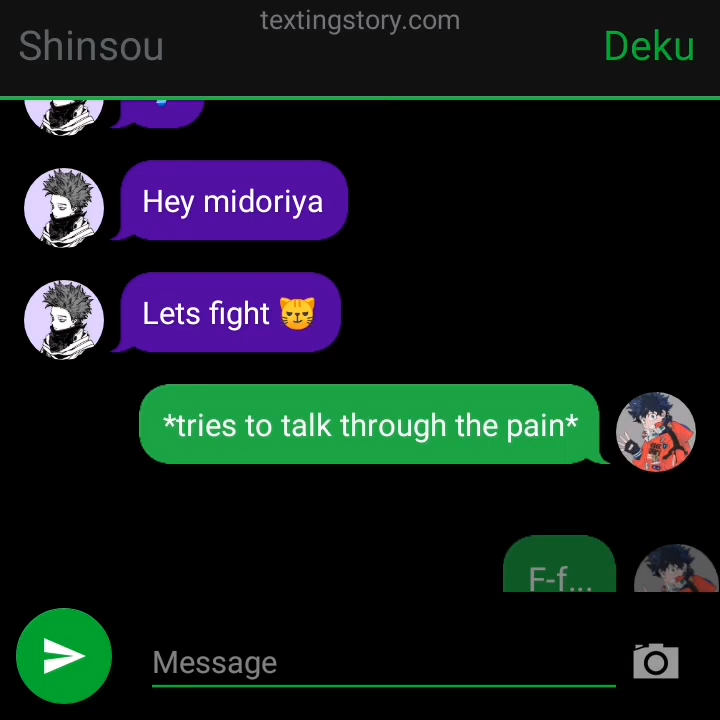 textingstory.com
Shinsou
Deku
Hey midoriya
Lets fight 😼
*tries to talk through the pain*
F-f...
Message